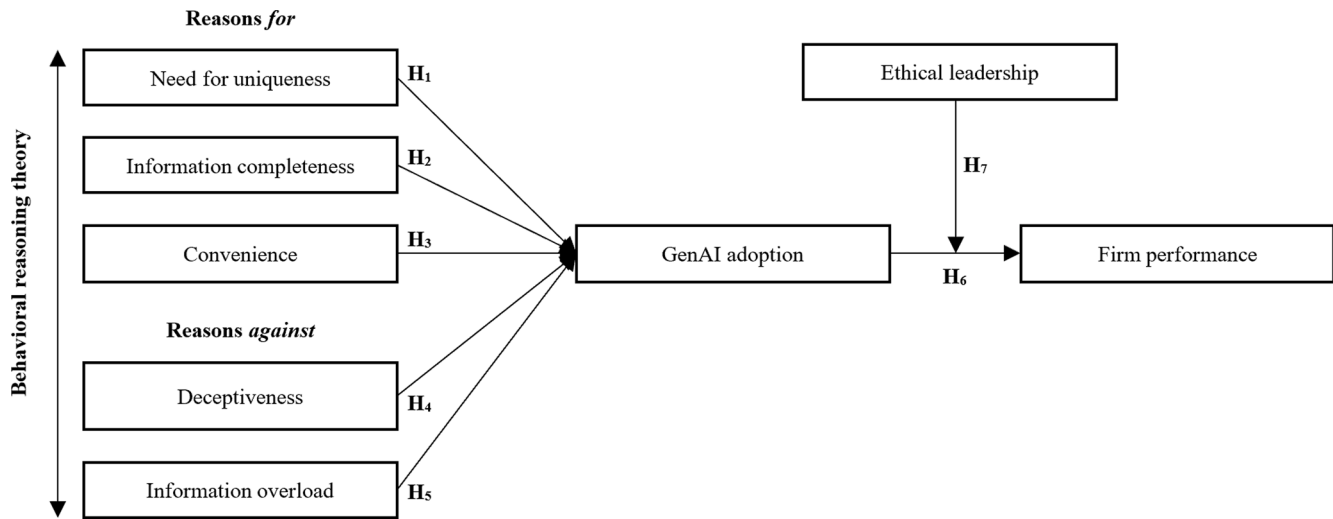 Reasons for
Behavioral reasoning theory
Need for uniqueness
H₁
Ethical leadership
Information completeness
H₂
H₇
Convenience
H₃
GenAI adoption
H₆
Firm performance
Reasons against
Deceptiveness
H₄
Information overload
H₅